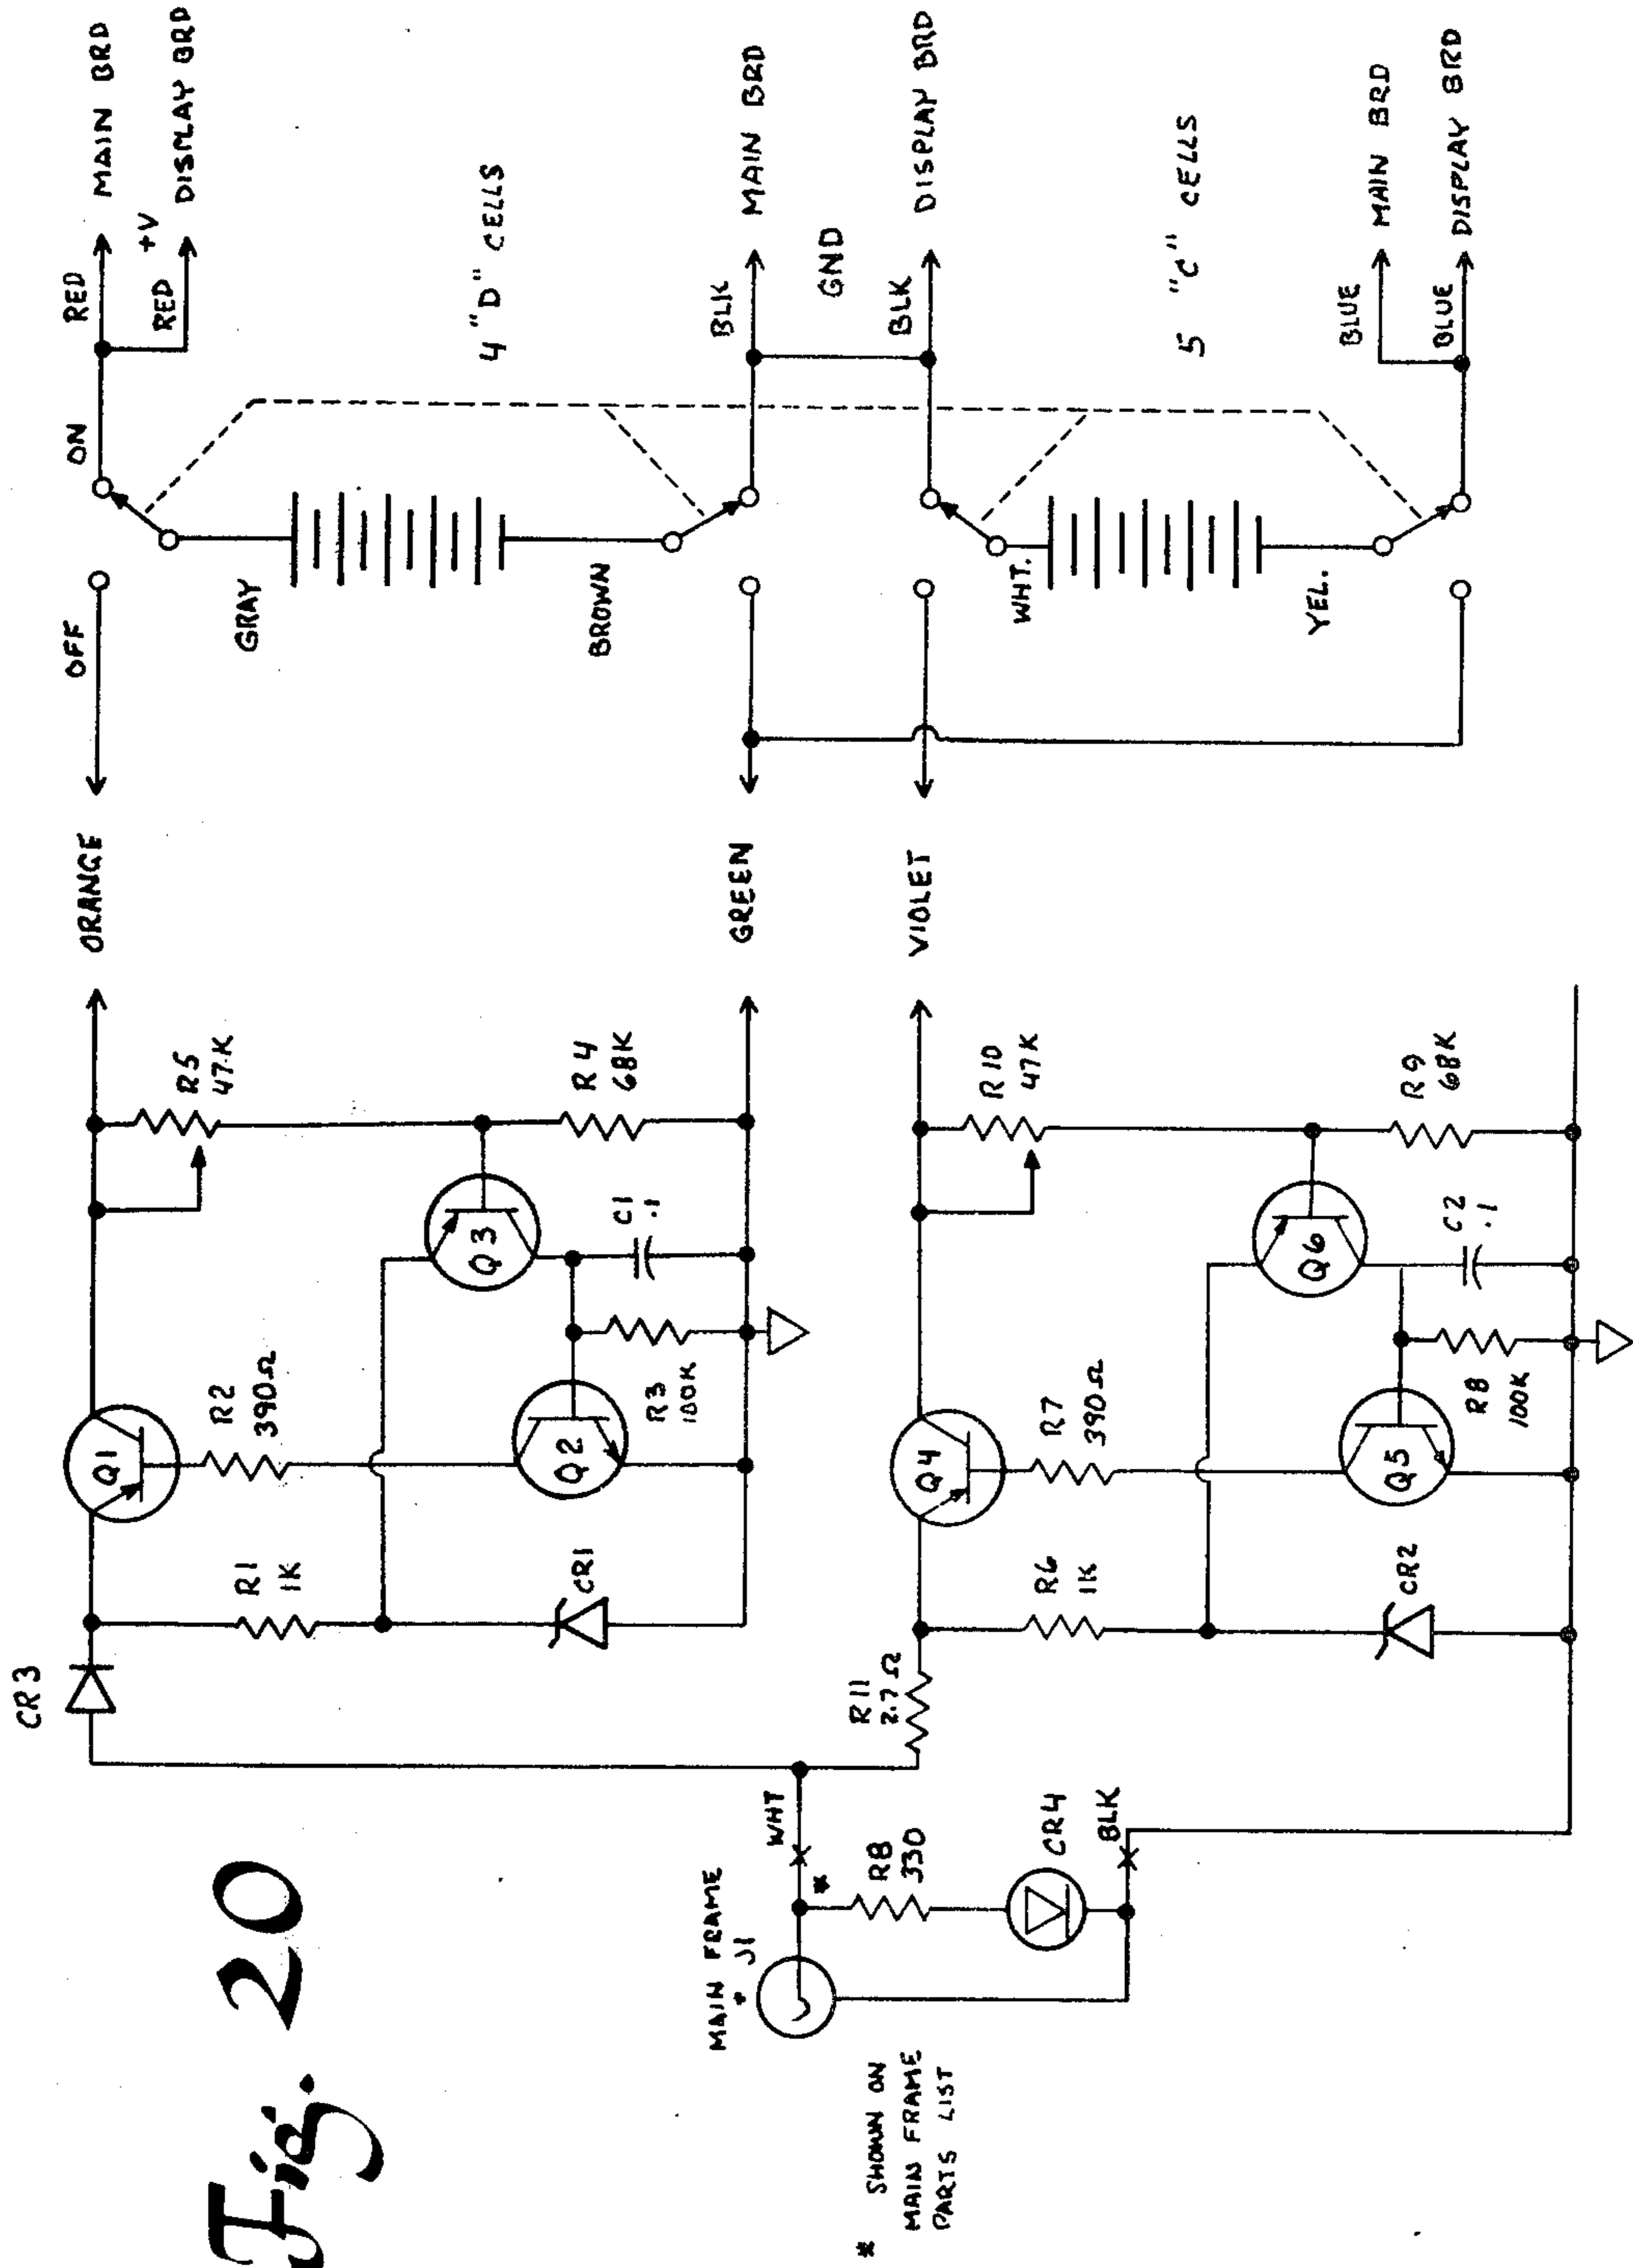 Fig. 20
CR3
ORANGE
OFF
ON
RED
MAIN BRD
+V
RED
DISPLAY BRD
Q1
R1
1K
R2
390Ω
R5
47K
GRAY
4 "D" CELLS
Q3
CR1
Q2
R3
100K
C1
.1
R4
68K
BROWN
MAIN FRAME
* J1
WHT
GREEN
BLK
MAIN BRD
GND
*
R8
330
R11
2.7 Ω
VIOLET
BLK
DISPLAY BRD
Q4
R6
1K
R7
390Ω
R10
47K
WHT.
5 "C" CELLS
CR4
BLK
Q6
CR2
Q5
R8
100K
C2
.1
R9
68K
YEL.
BLUE
MAIN BRD
BLUE
DISPLAY BRD
* SHOWN ON
MAIN FRAME
PARTS LIST